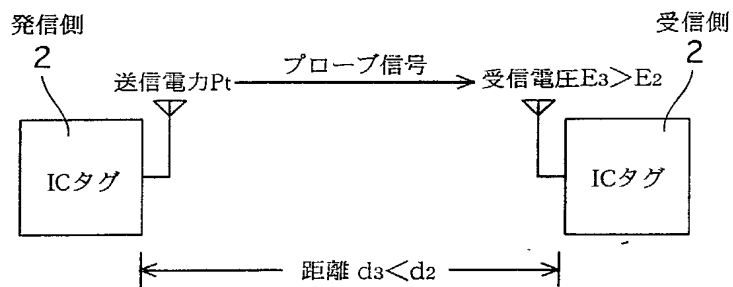 発信側
2
受信側
2
送信電力Pt
プローブ信号
受信電圧E3>E2
ICタグ
ICタグ
距離 d3<d2